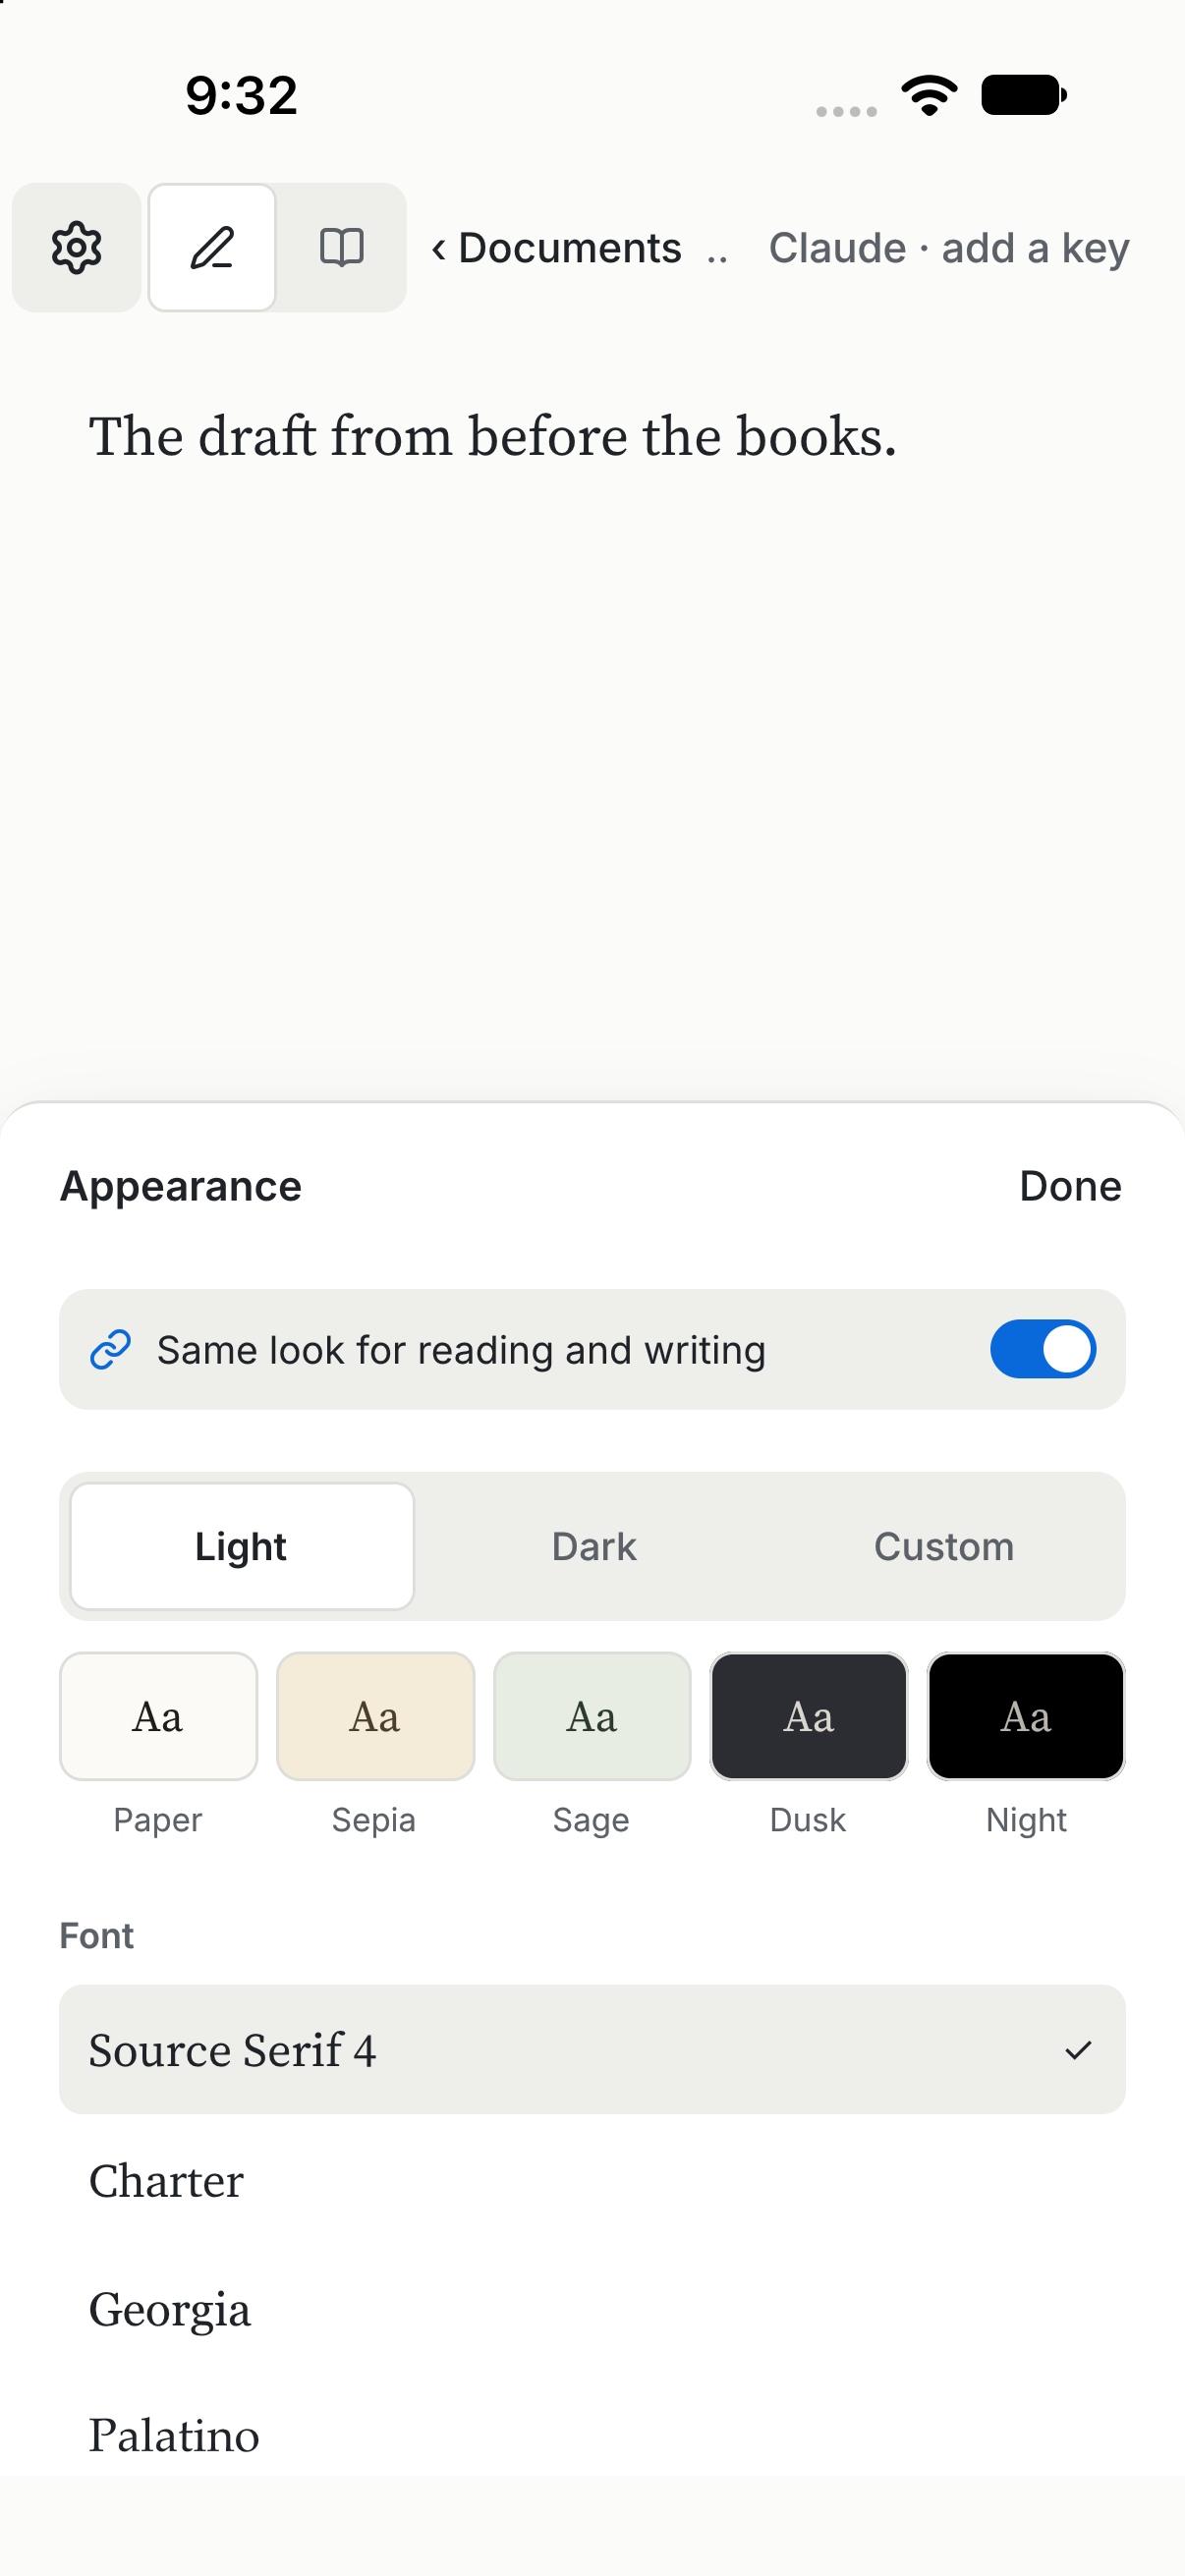 9:32
‹ Documents .. Claude · add a key
The draft from before the books.
Appearance Done
Same look for reading and writing
Light Dark Custom
Aa Aa Aa Aa Aa
Paper Sepia Sage Dusk Night
Font
Source Serif 4
Charter
Georgia
Palatino